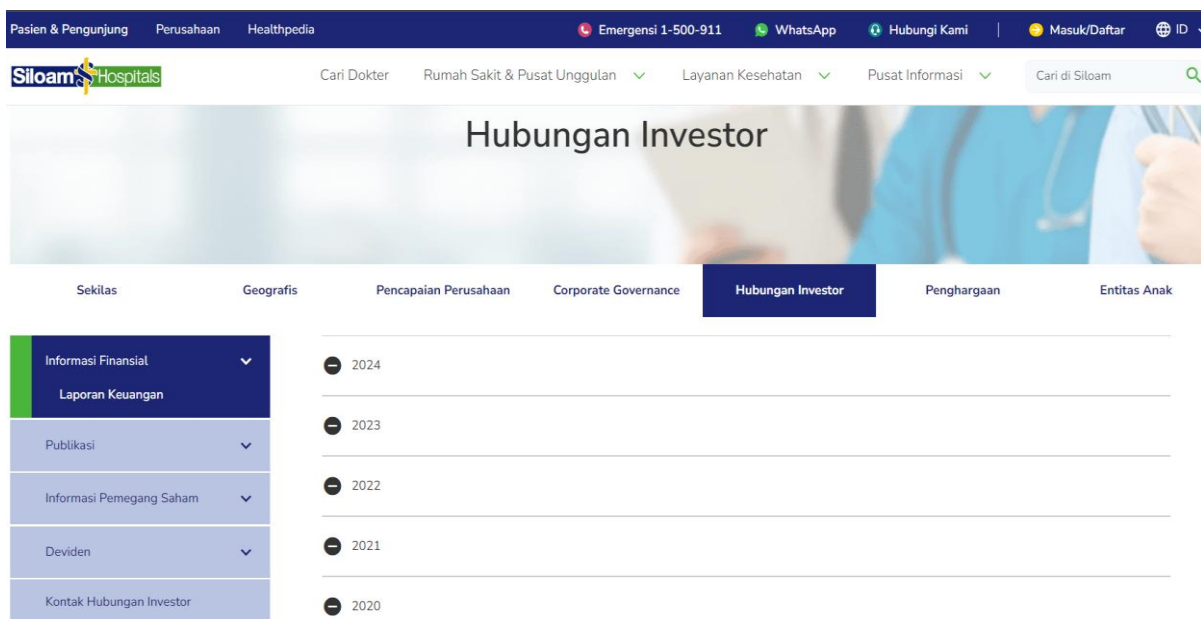 Pasien & Pengunjung Perusahaan Healthpedia Emergensi 1-500-911 WhatsApp Hubungi Kami | Masuk/Daftar ID
Siloam Hospitals Cari Dokter Rumah Sakit & Pusat Unggulan Layanan Kesehatan Pusat Informasi Cari di Siloam
Hubungan Investor
Sekilas Geografis Pencapaian Perusahaan Corporate Governance Hubungan Investor Penghargaan Entitas Anak
Informasi Finansial
Laporan Keuangan
Publikasi
Informasi Pemegang Saham
Deviden
Kontak Hubungan Investor
2024
2023
2022
2021
2020